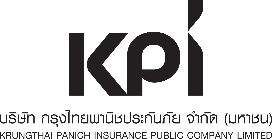 KPI
บริษัท กรุงไทยพานิชประกันภัย จำกัด (มหาชน)
KRUNGTHAI PANICH INSURANCE PUBLIC COMPANY LIMITED